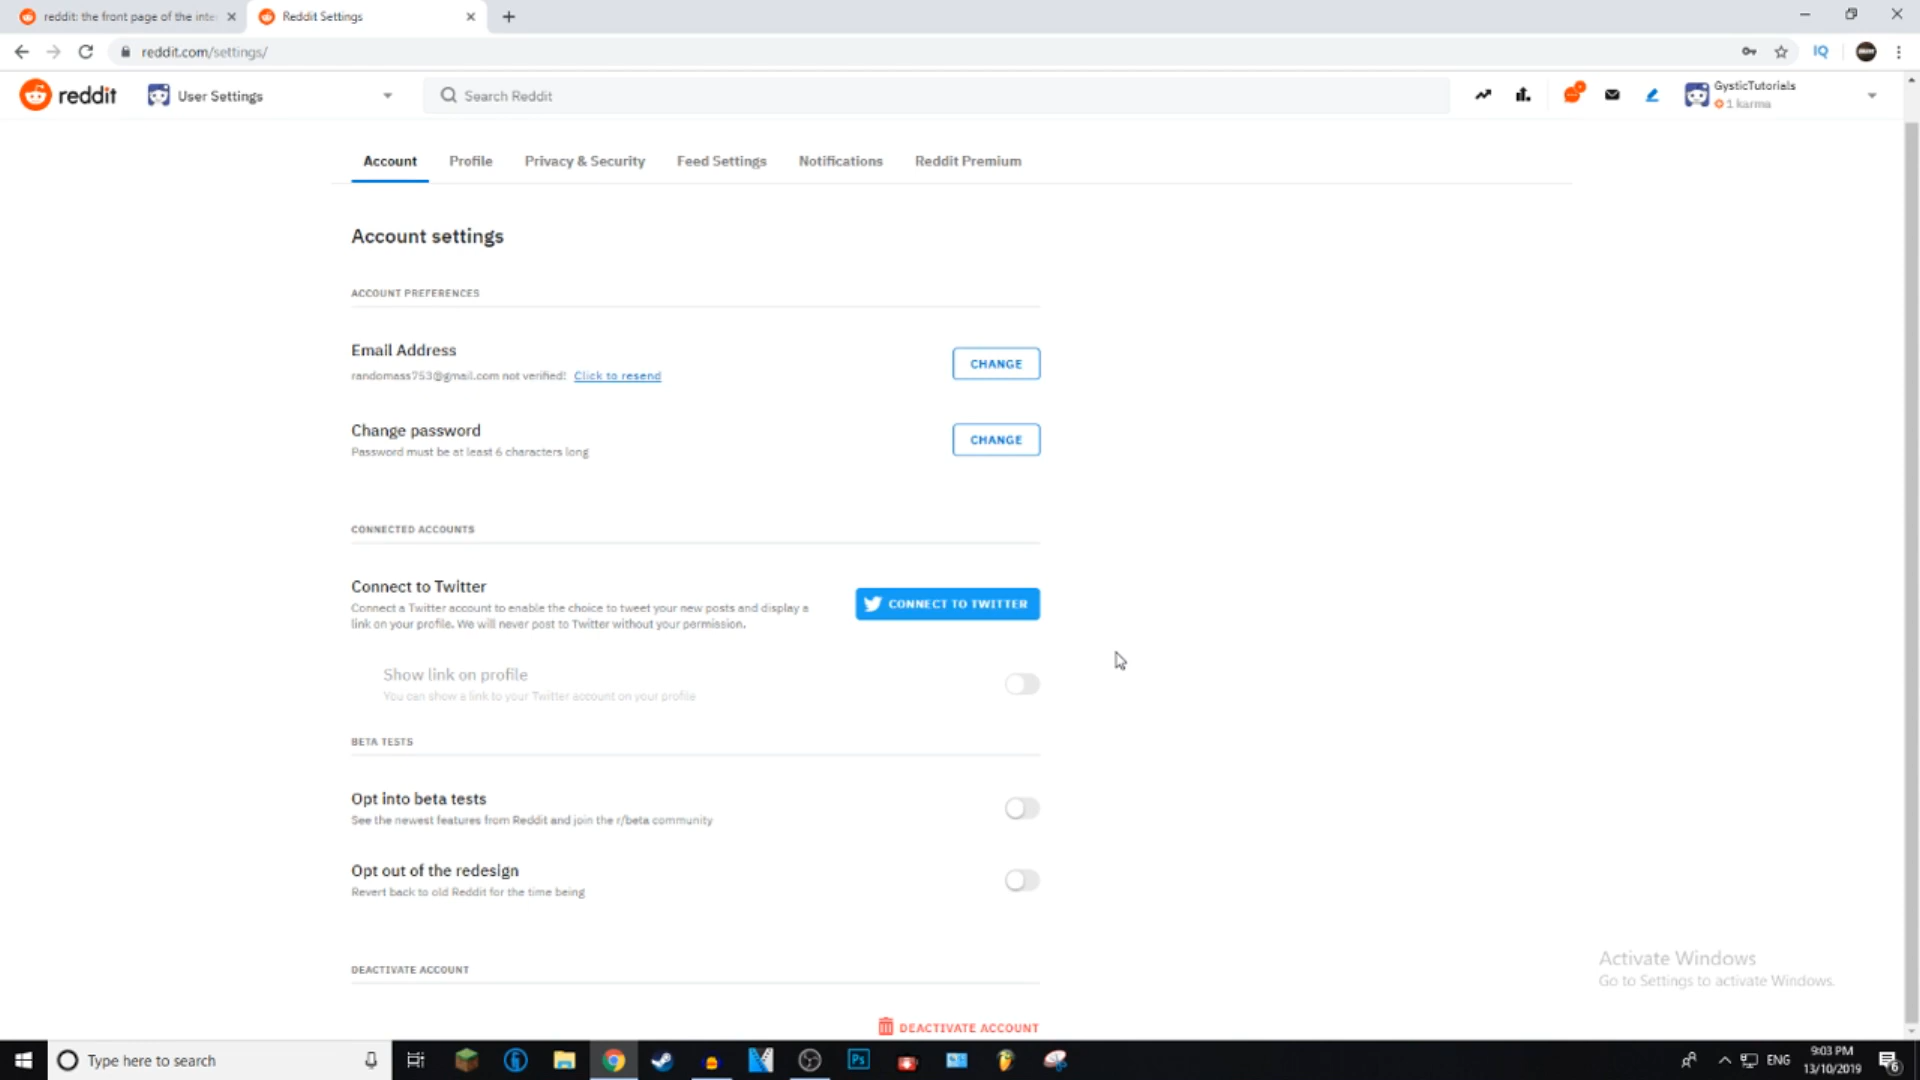 reddit: the front page of the inte
Reddit Settings
reddit.com/settings/
IQ
reddit
User Settings
Search Reddit
GysticTutorials
1 karma
Account
Profile
Privacy & Security
Feed Settings
Notifications
Reddit Premium
Account settings
ACCOUNT PREFERENCES
Email Address
randomass753@gmail.com not verified! Click to resend
CHANGE
Change password
Password must be at least 6 characters long
CHANGE
CONNECTED ACCOUNTS
Connect to Twitter
Connect a Twitter account to enable the choice to tweet your new posts and display a
link on your profile. We will never post to Twitter without your permission.
CONNECT TO TWITTER
Show link on profile
You can show a link to your Twitter account on your profile
BETA TESTS
Opt into beta tests
See the newest features from Reddit and join the r/beta community
Opt out of the redesign
Revert back to old Reddit for the time being
DEACTIVATE ACCOUNT
DEACTIVATE ACCOUNT
Activate Windows
Go to Settings to activate Windows.
Type here to search
Ps
ENG
9:03 PM
13/10/2019
6